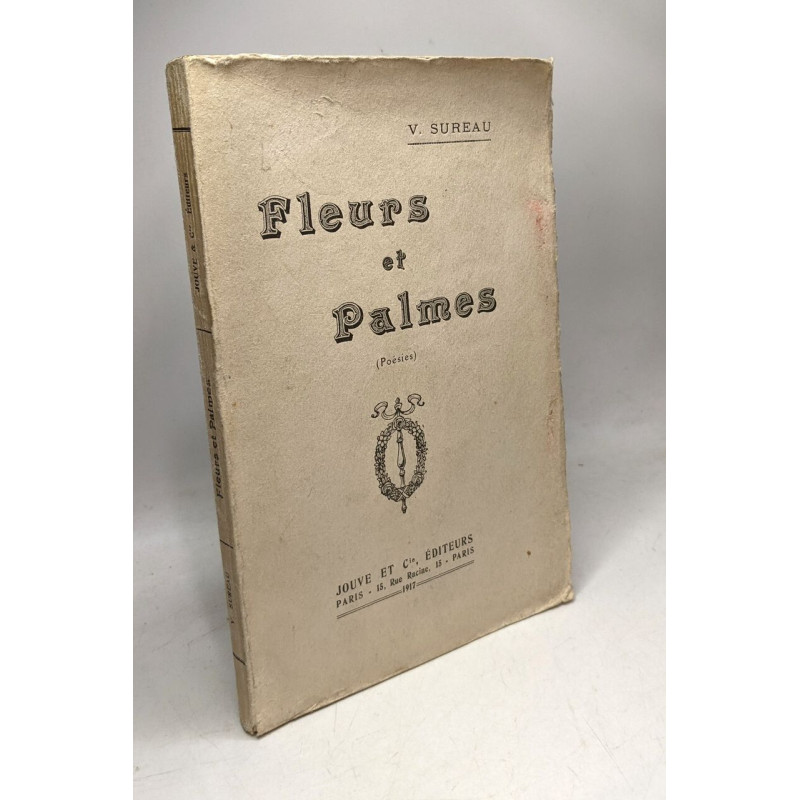 V. SUREAU
Fleurs
et
Palmes
(Poésies)
JOUVE ET Cie, ÉDITEURS
PARIS - 15, Rue Racine, 15 - PARIS
1917
JOUVE & Cie, Éditeurs
Fleurs et Palmes
V. SUREAU